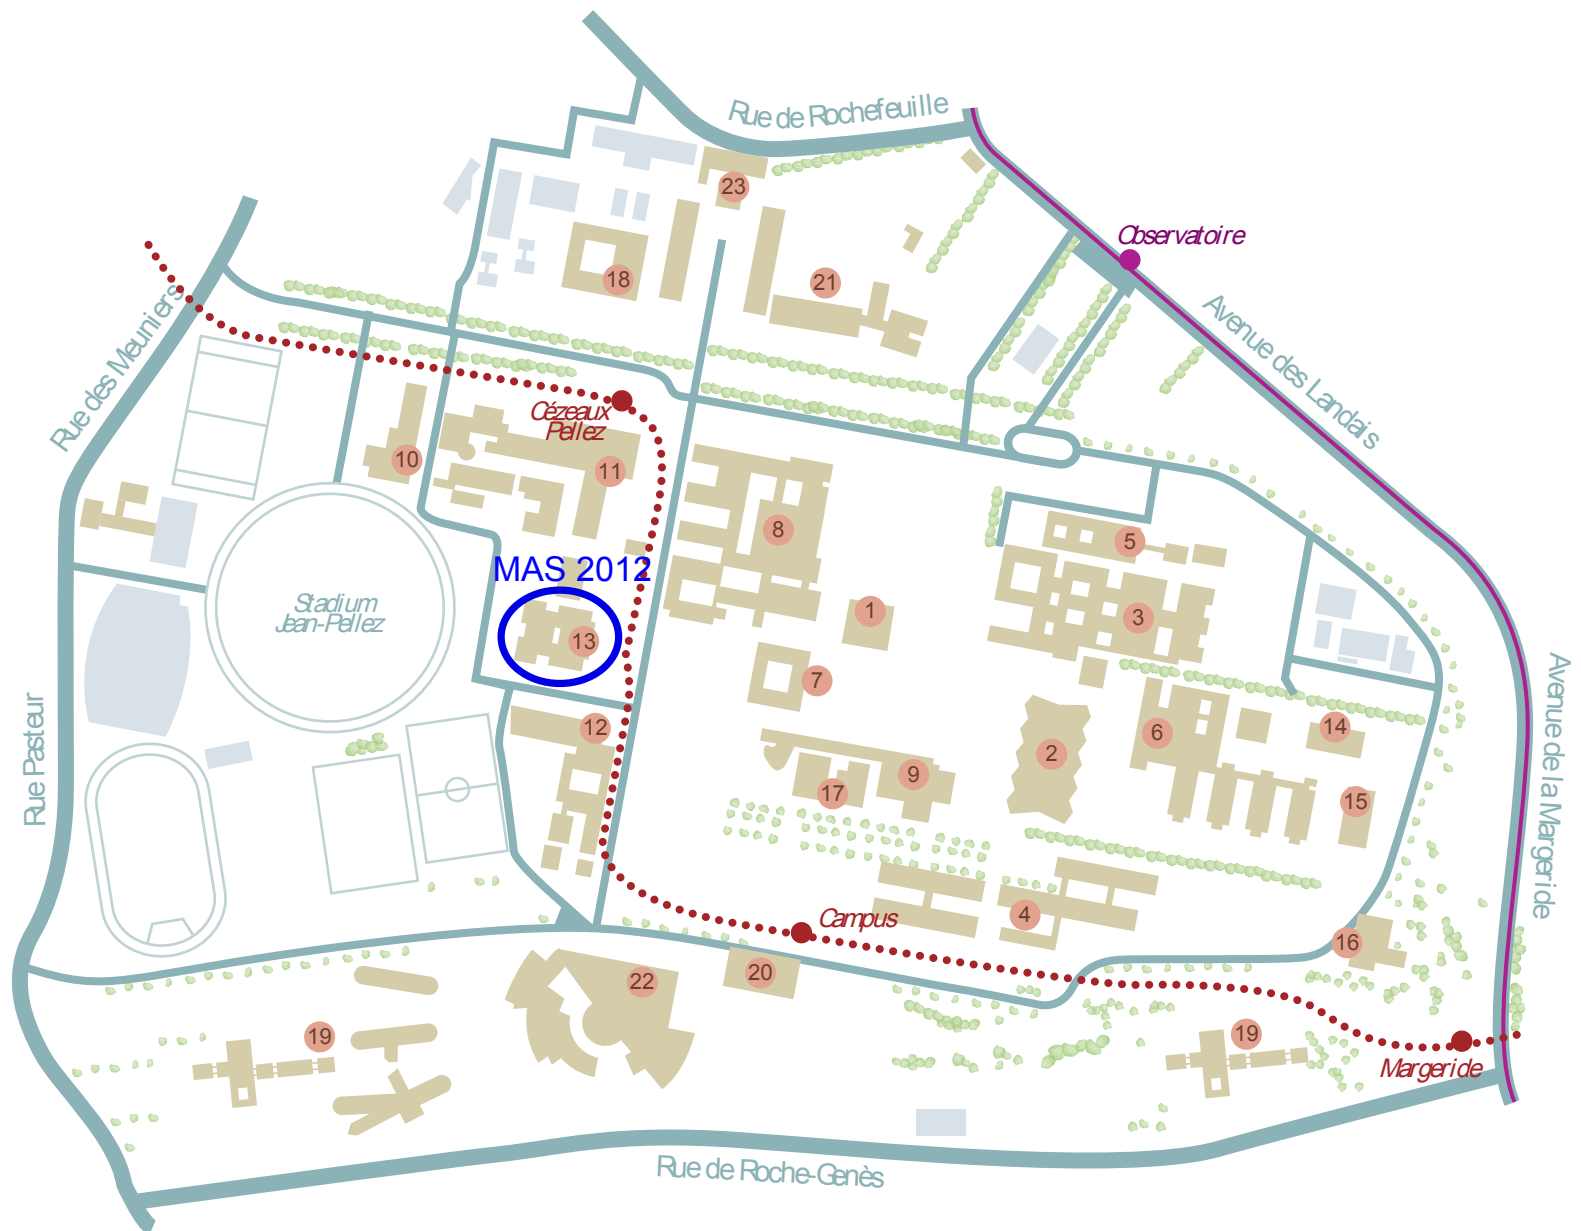 Rue de Rochefeuille
23
Observatoire
18
21
Rue des Meuniers
Avenue des Landais
Cézeaux
Pellez
10
11
8
5
MAS 2012
Stadium
Jean-Pellez
13
1
3
7
12
6
14
2
9
17
15
Rue Pasteur
Avenue de la Margeride
4
Campus
16
20
22
19
19
Margeride
Rue de Roche-Genès